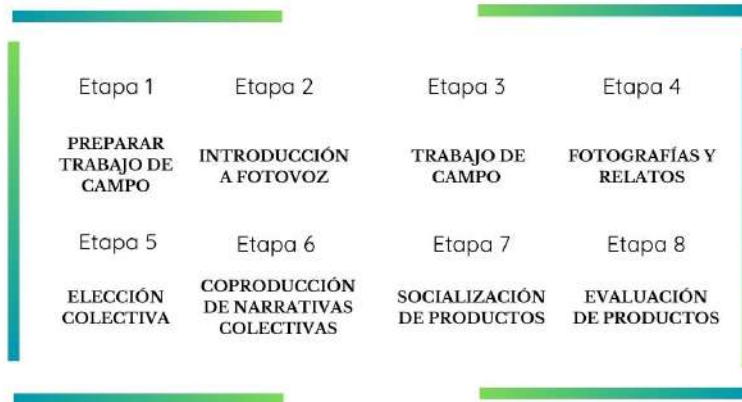 Etapa 1
PREPARAR
TRABAJO DE
CAMPO
Etapa 2
INTRODUCCIÓN
A FOTOVOZ
Etapa 3
TRABAJO DE
CAMPO
Etapa 4
FOTOGRAFÍAS Y
RELATOS
Etapa 5
ELECCIÓN
COLECTIVA
Etapa 6
COPRODUCCIÓN
DE NARRATIVAS
COLECTIVAS
Etapa 7
SOCIALIZACIÓN
DE PRODUCTOS
Etapa 8
EVALUACIÓN
DE PRODUCTOS